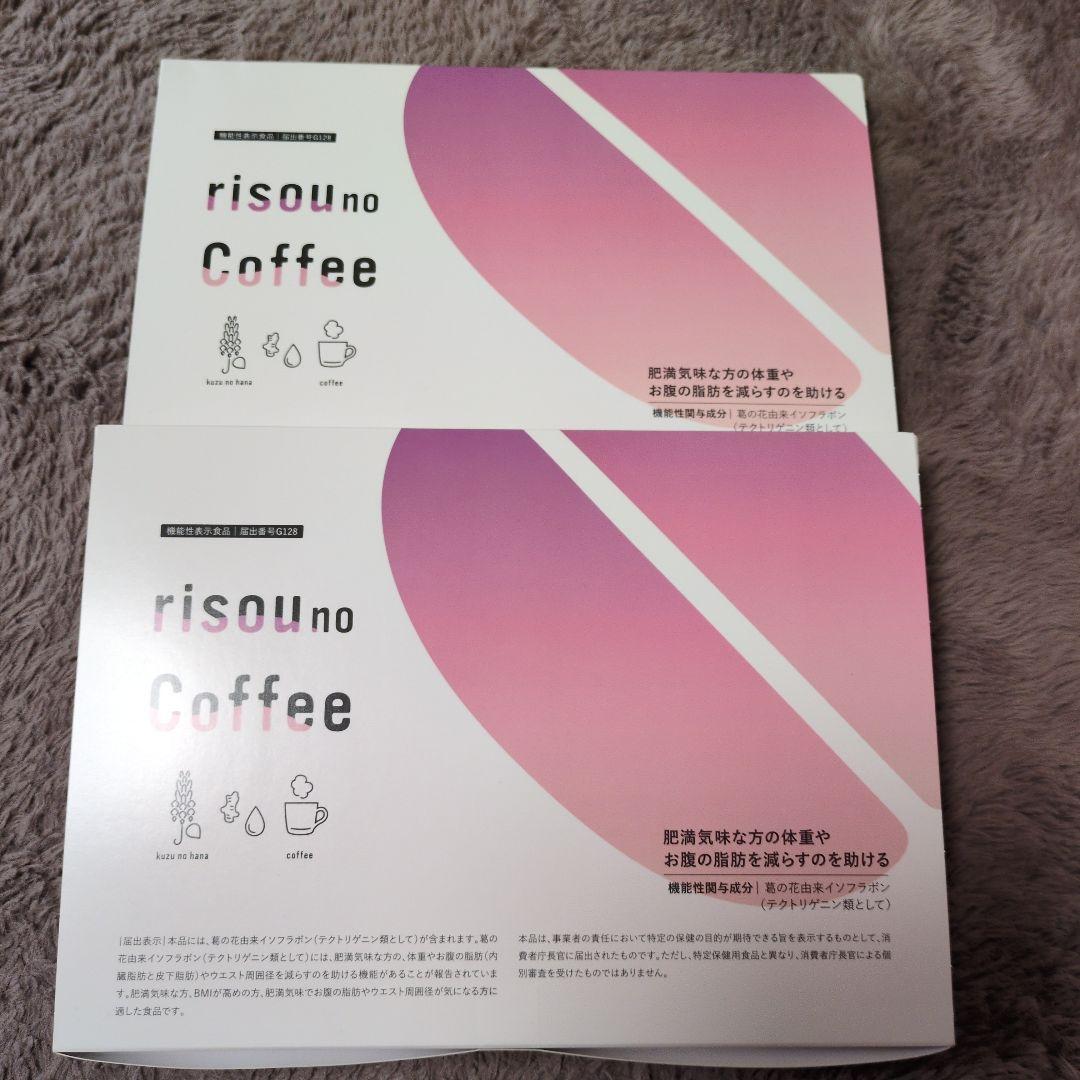 機能性表示食品｜届出番号G128
risou no
Coffee
kuzu no hana
coffee
肥満気味な方の体重や
お腹の脂肪を減らすのを助ける
機能性関与成分｜葛の花由来イソフラボン
（テクトリゲニン類として）
機能性表示食品｜届出番号G128
risou no
Coffee
kuzu no hana
coffee
肥満気味な方の体重や
お腹の脂肪を減らすのを助ける
機能性関与成分｜葛の花由来イソフラボン
（テクトリゲニン類として）
｜届出表示｜本品には、葛の花由来イソフラボン（テクトリゲニン類として）が含まれます。葛の
花由来イソフラボン（テクトリゲニン類として）には、肥満気味な方の、体重やお腹の脂肪（内
臓脂肪と皮下脂肪）やウエスト周囲径を減らすのを助ける機能があることが報告されていま
す。肥満気味な方、BMIが高めの方、肥満気味でお腹の脂肪やウエスト周囲径が気になる方に
適した食品です。
本品は、事業者の責任において特定の保健の目的が期待できる旨を表示するものとして、消
費者庁長官に届出されたものです。ただし、特定保健用食品と異なり、消費者庁長官による個
別審査を受けたものではありません。